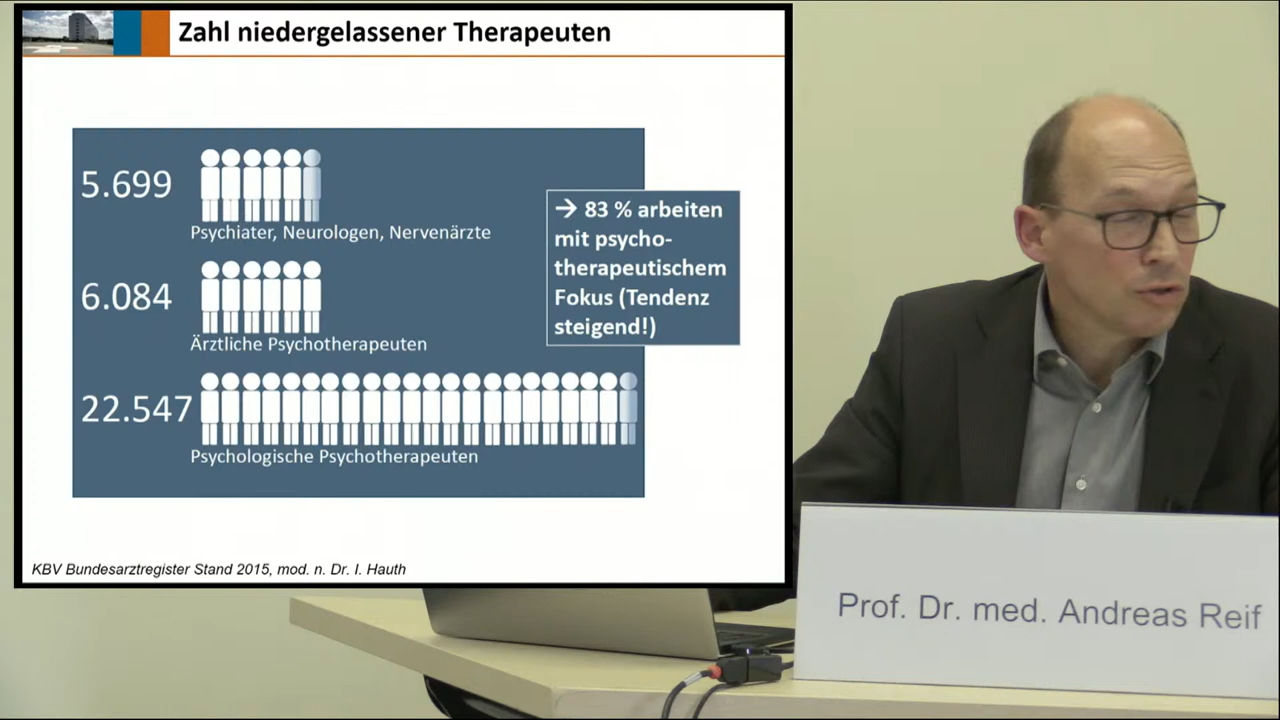 Zahl niedergelassener Therapeuten
5.699
Psychiater, Neurologen, Nervenärzte
6.084
Ärztliche Psychotherapeuten
22.547
Psychologische Psychotherapeuten
→ 83 % arbeiten
mit psycho-
therapeutischem
Fokus (Tendenz
steigend!)
KBV Bundesarztregister Stand 2015, mod. n. Dr. I. Hauth
Prof. Dr. med. Andreas Reif